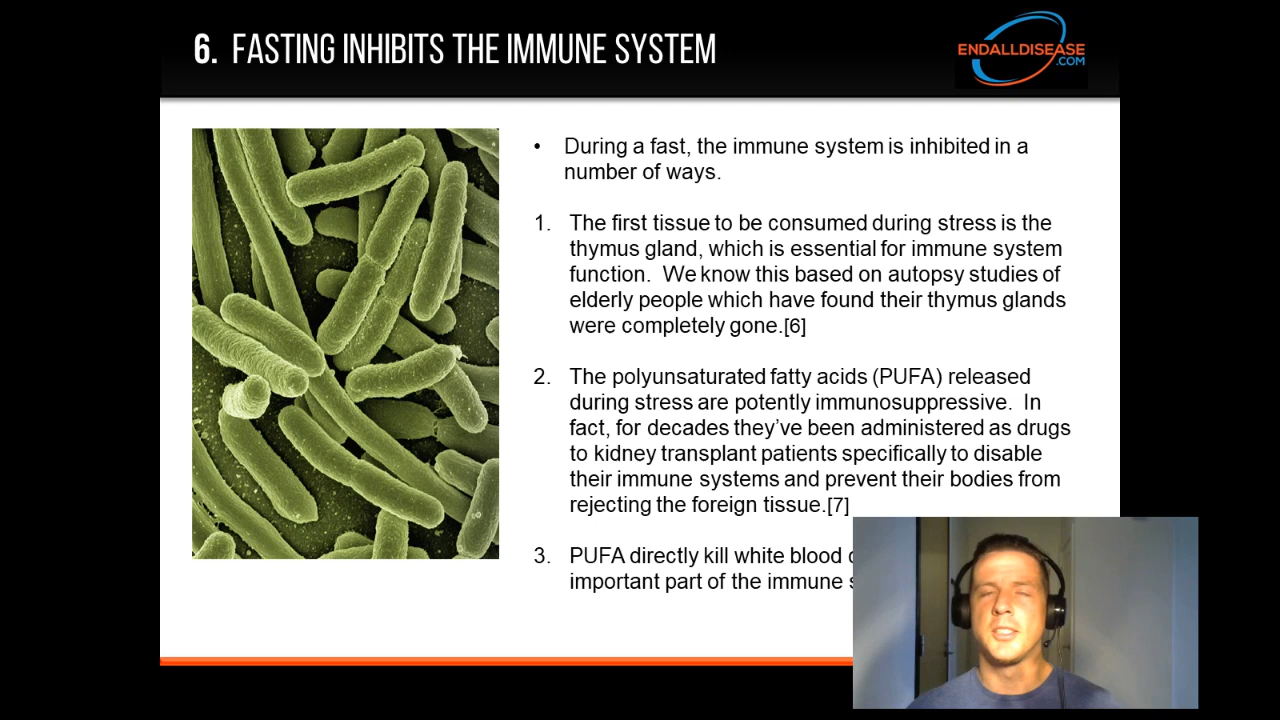 6. FASTING INHIBITS THE IMMUNE SYSTEM
ENDALLDISEASE
.COM
• During a fast, the immune system is inhibited in a
number of ways.
1. The first tissue to be consumed during stress is the
thymus gland, which is essential for immune system
function. We know this based on autopsy studies of
elderly people which have found their thymus glands
were completely gone.[6]
2. The polyunsaturated fatty acids (PUFA) released
during stress are potently immunosuppressive. In
fact, for decades they’ve been administered as drugs
to kidney transplant patients specifically to disable
their immune systems and prevent their bodies from
rejecting the foreign tissue.[7]
3. PUFA directly kill white blood
important part of the immune